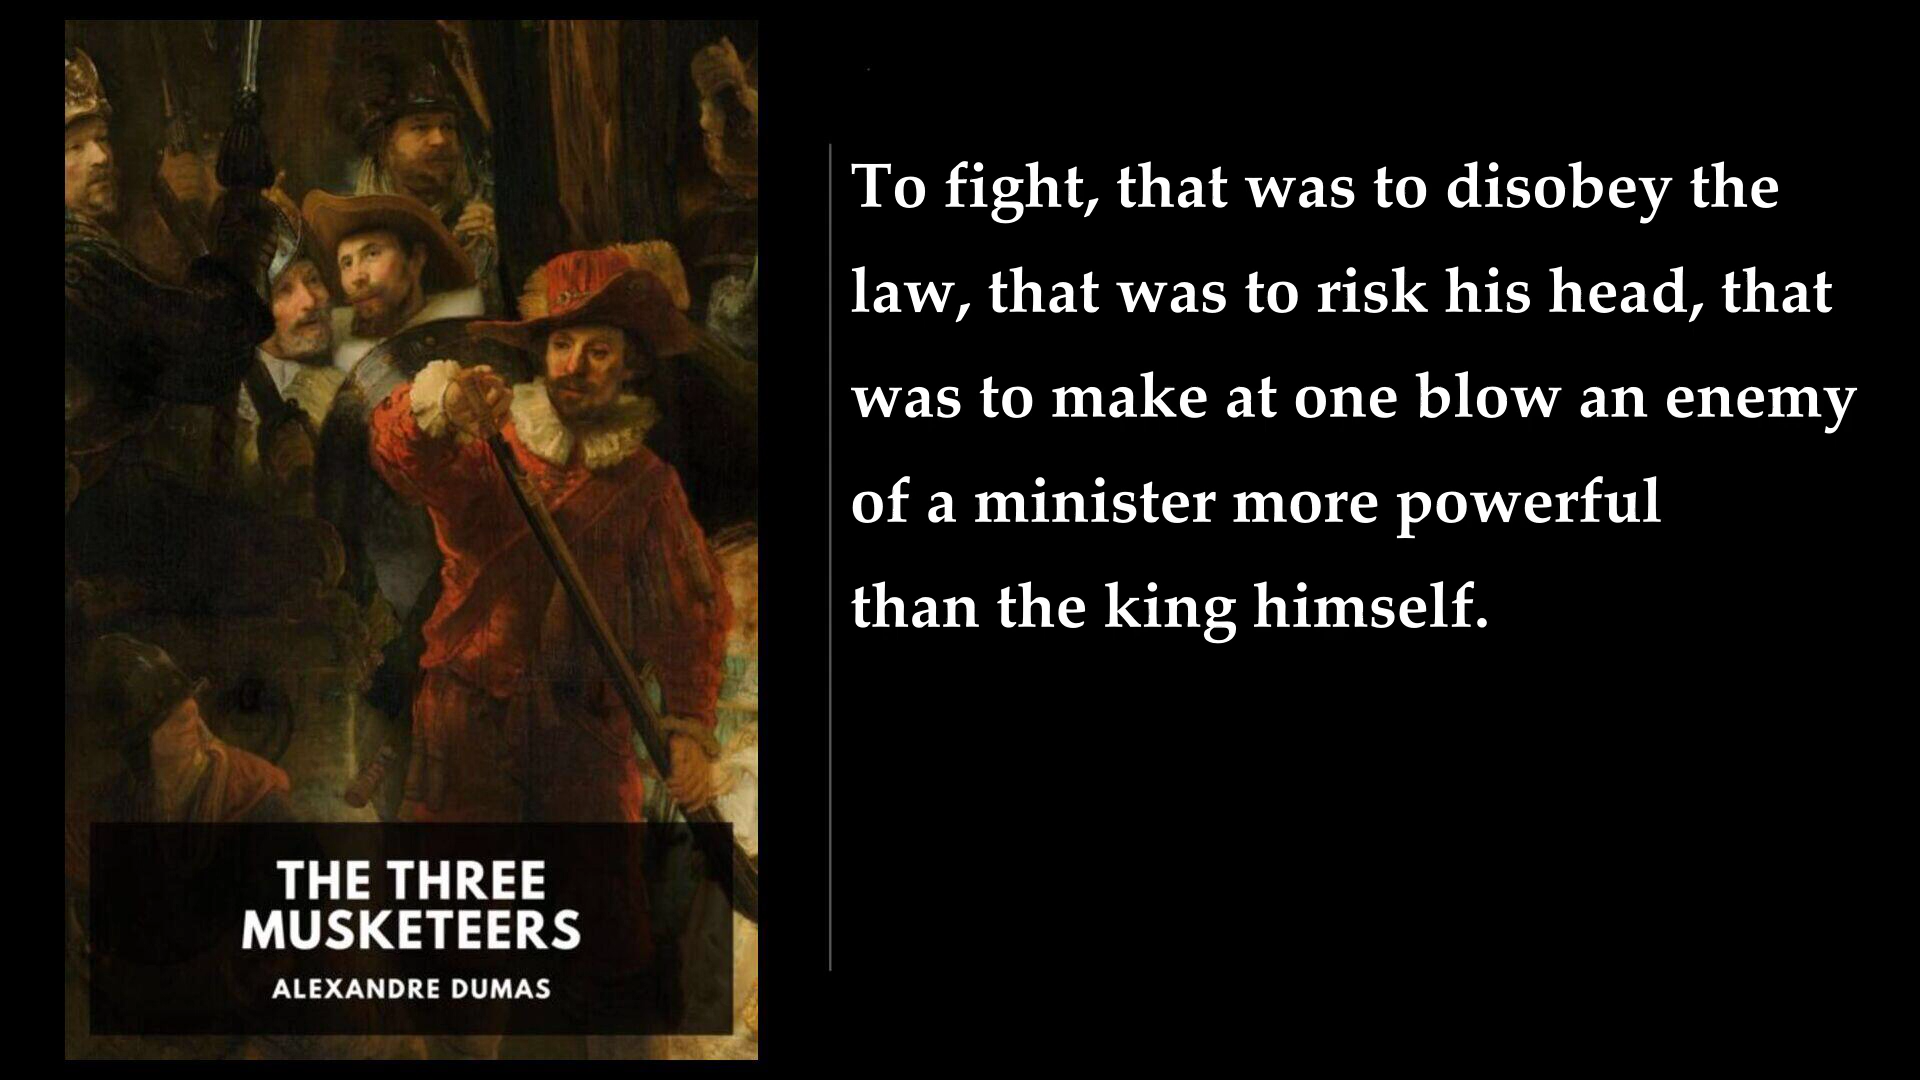 THE THREE
MUSKETEERS
ALEXANDRE DUMAS
To fight, that was to disobey the
law, that was to risk his head, that
was to make at one blow an enemy
of a minister more powerful
than the king himself.